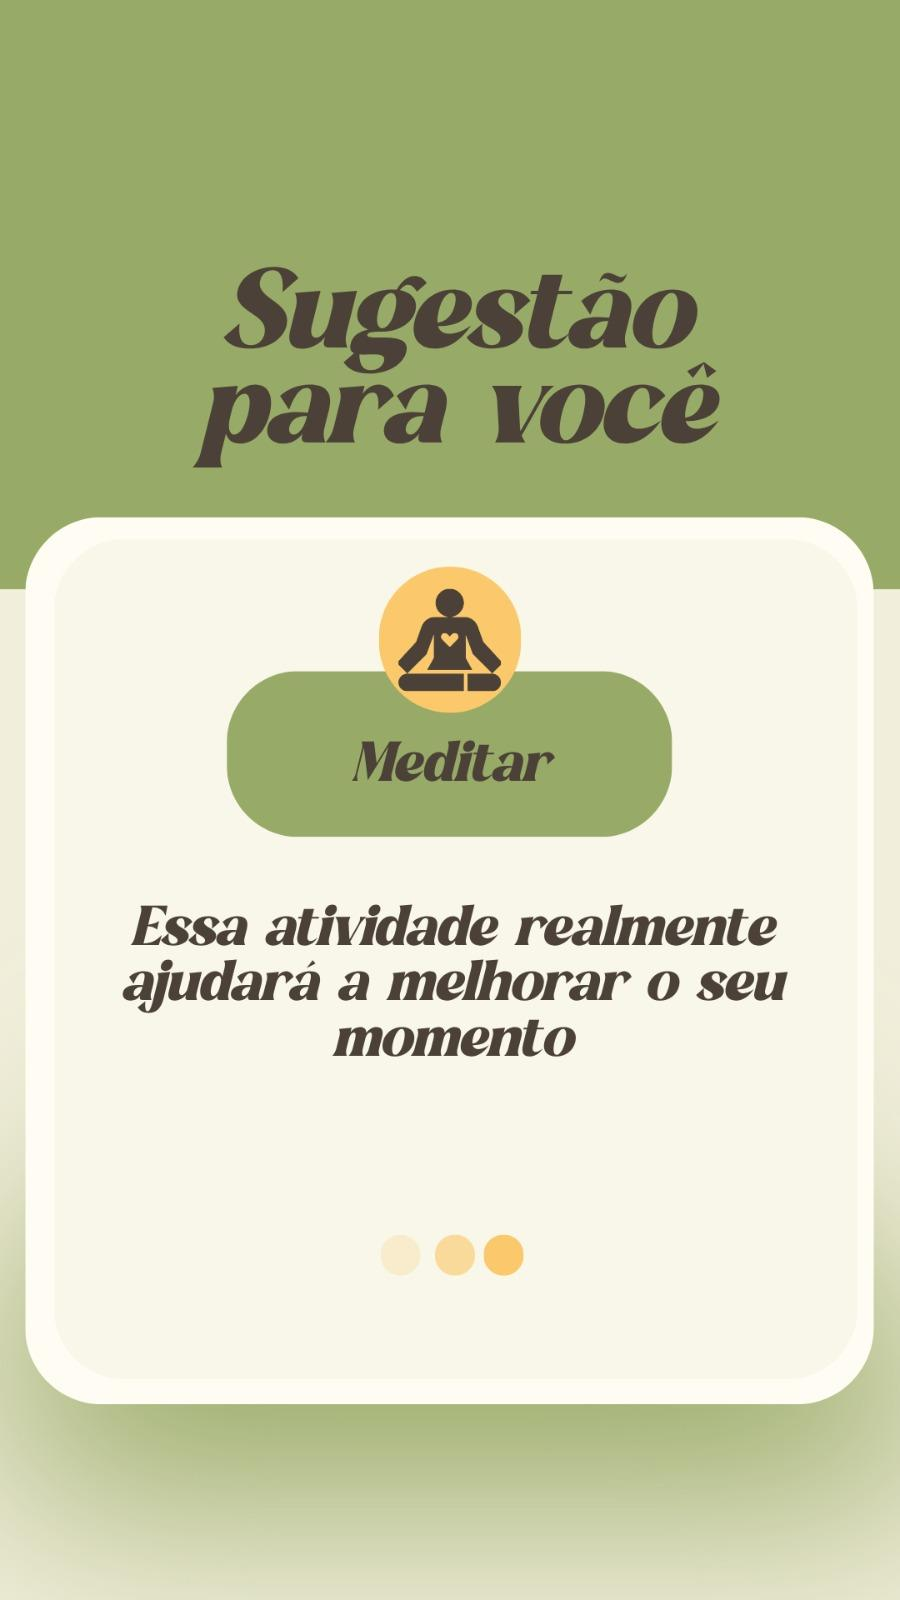 Sugestão
para você
Meditar
Essa atividade realmente
ajudará a melhorar o seu
momento